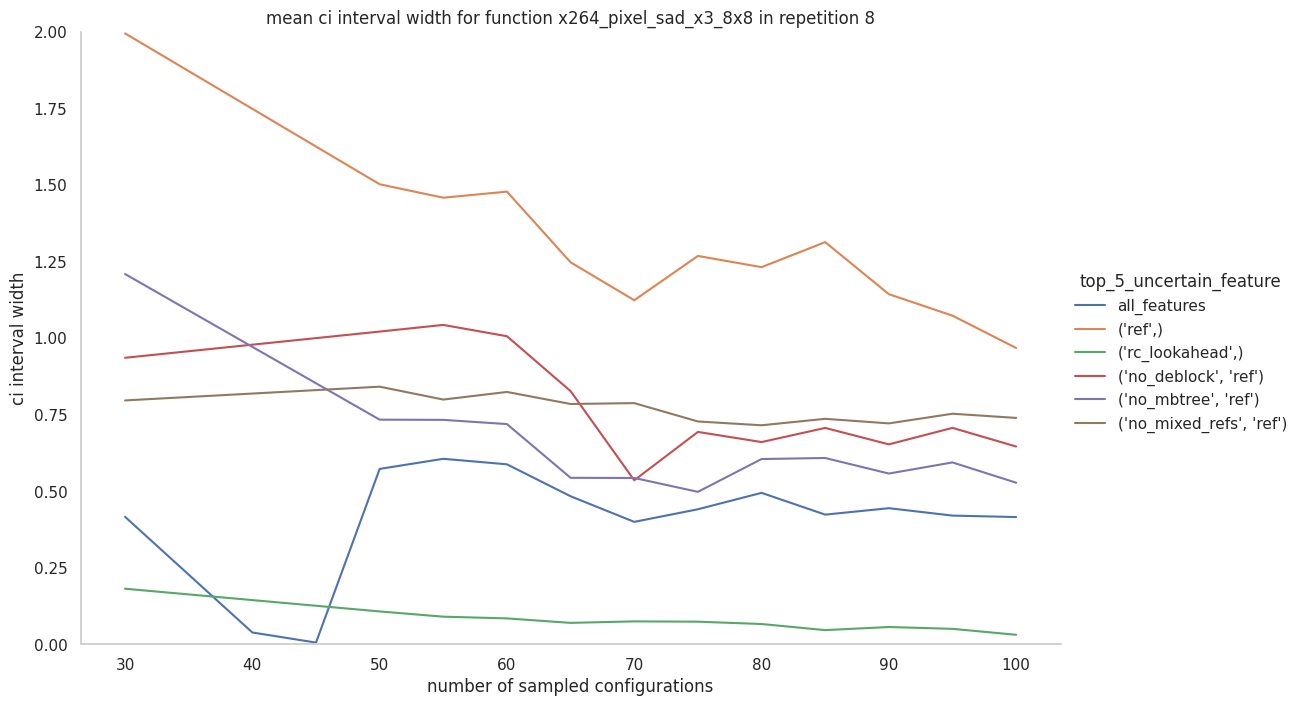 mean ci interval width for function x264_pixel_sad_x3_8x8 in repetition 8
2.00
1.75
1.50
1.25
1.00
0.75
0.50
0.25
0.00
ci interval width
30 40 50 60 70 80 90 100
number of sampled configurations
top_5_uncertain_feature
all_features
('ref',)
('rc_lookahead',)
('no_deblock', 'ref')
('no_mbtree', 'ref')
('no_mixed_refs', 'ref')